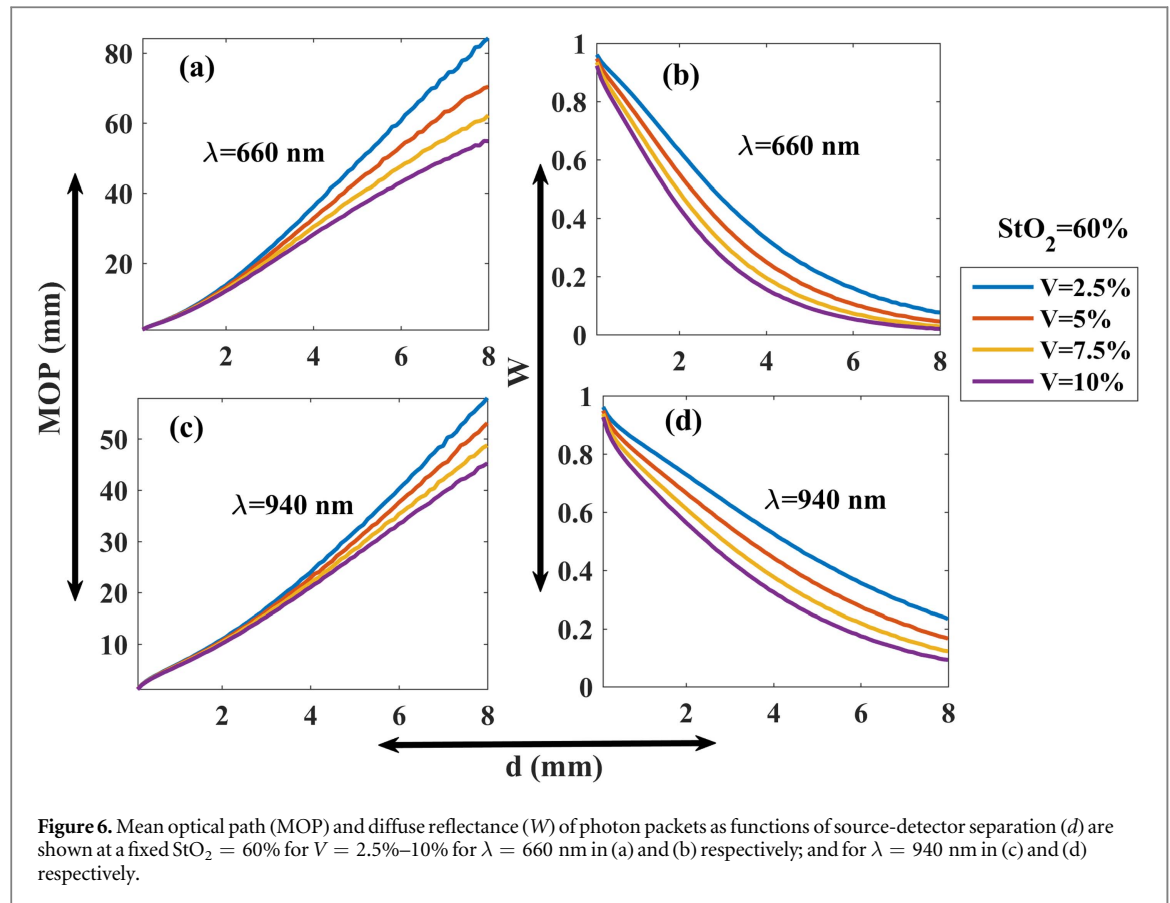 (a)
λ=660 nm
80
60
40
20
2 4 6 8
MOP (mm)
(b)
λ=660 nm
1
0.8
0.6
0.4
0.2
0
2 4 6 8
W
StO2=60%
V=2.5%
V=5%
V=7.5%
V=10%
(c)
λ=940 nm
50
40
30
20
10
2 4 6 8
(d)
λ=940 nm
1
0.8
0.6
0.4
0.2
0
2 4 6 8
d (mm)
Figure 6. Mean optical path (MOP) and diffuse reflectance (W) of photon packets as functions of source-detector separation (d) are
shown at a fixed StO2 = 60% for V = 2.5%–10% for λ = 660 nm in (a) and (b) respectively; and for λ = 940 nm in (c) and (d)
respectively.